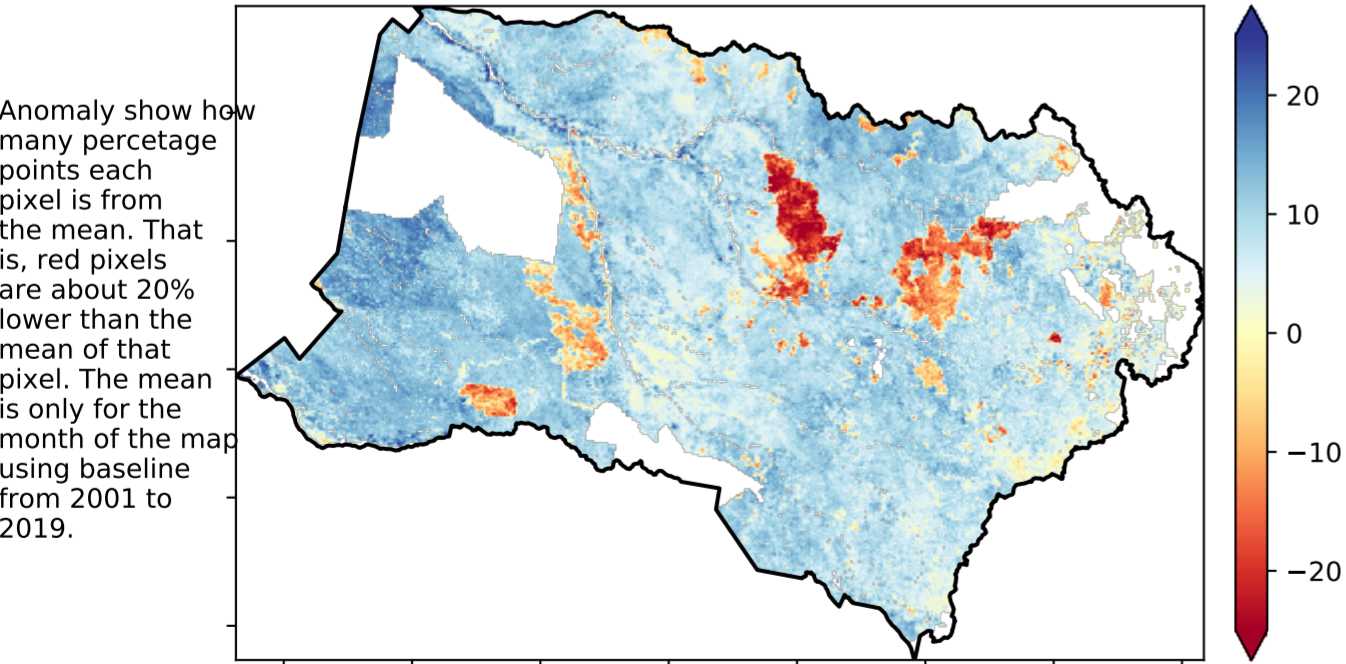 Anomaly show how
many percetage
points each
pixel is from
the mean. That
is, red pixels
are about 20%
lower than the
mean of that
pixel. The mean
is only for the
month of the map
using baseline
from 2001 to
2019.
20
10
0
−10
−20